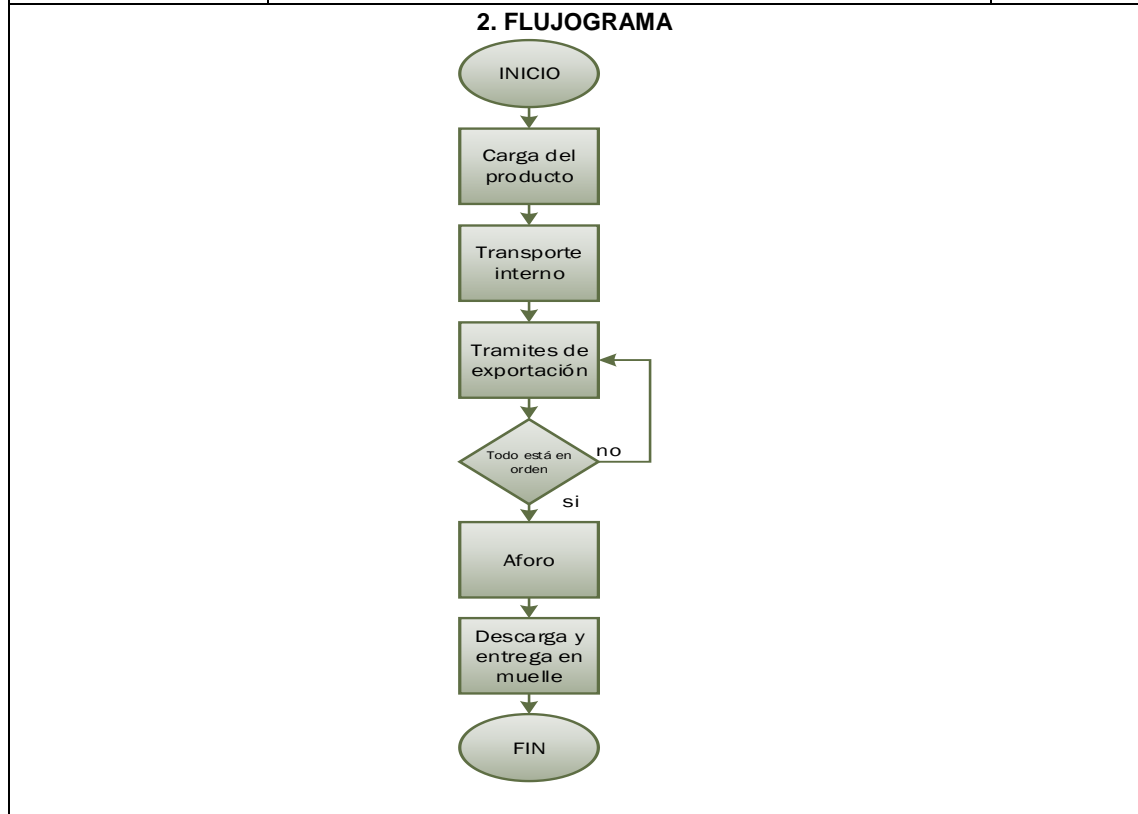 2. FLUJOGRAMA
INICIO
Carga del
producto
Transporte
interno
Tramites de
exportación
Todo está en
orden
no
si
Aforo
Descarga y
entrega en
muelle
FIN